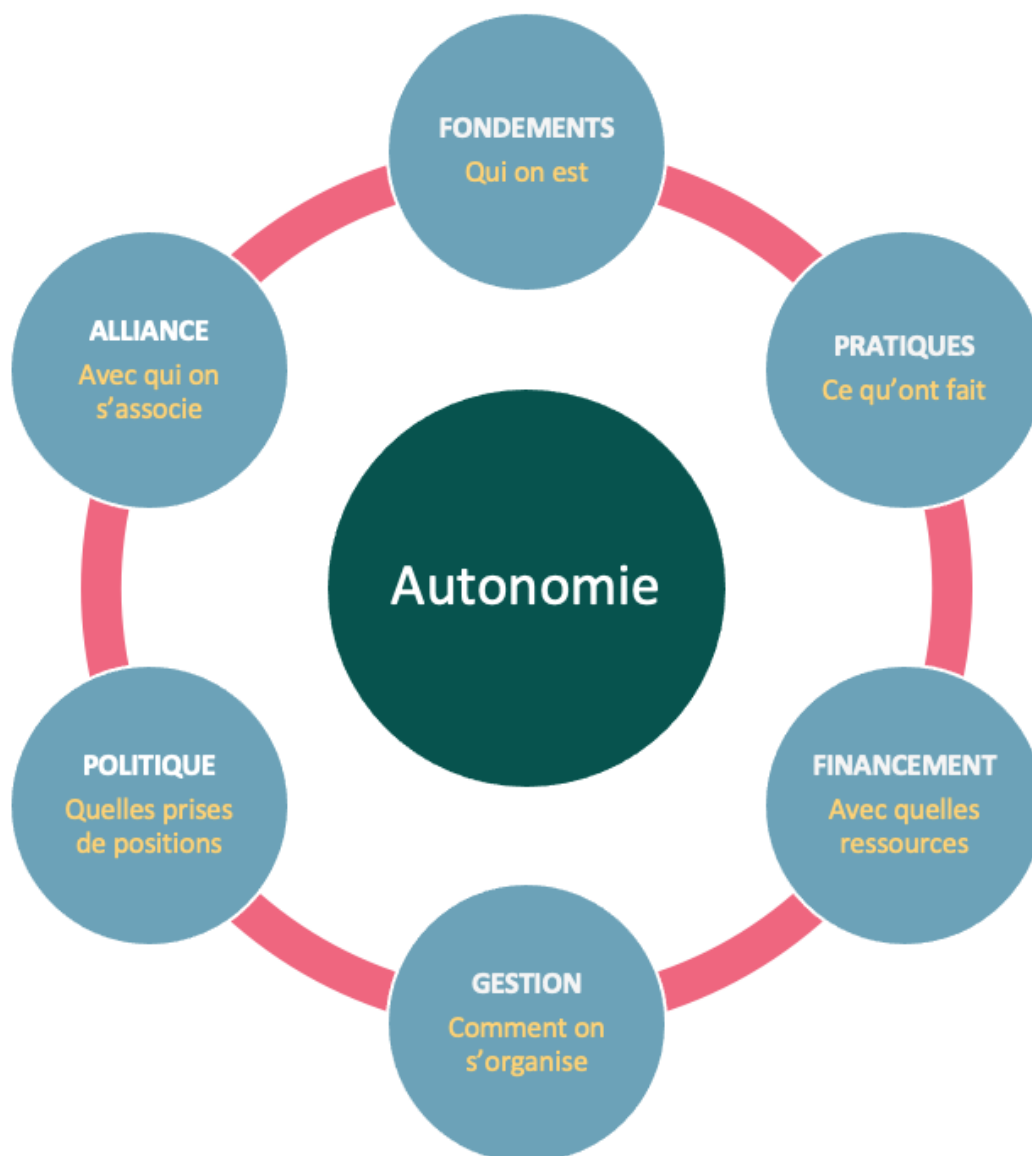 FONDEMENTS
Qui on est
PRATIQUES
Ce qu’ont fait
FINANCEMENT
Avec quelles
ressources
GESTION
Comment on
s’organise
POLITIQUE
Quelles prises
de positions
ALLIANCE
Avec qui on
s’associe
Autonomie